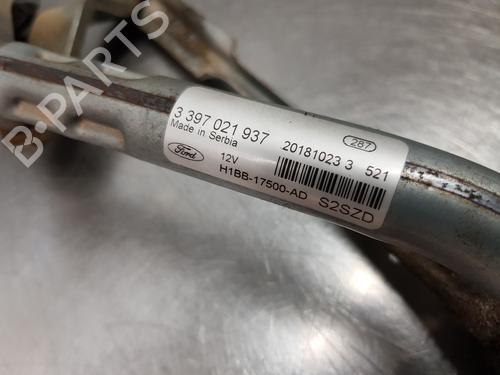 3 397 021 937
Made in Serbia
287
20181023 3 521
Ford
12V
H1BB-17500-AD
S2SZD
B-PARTS